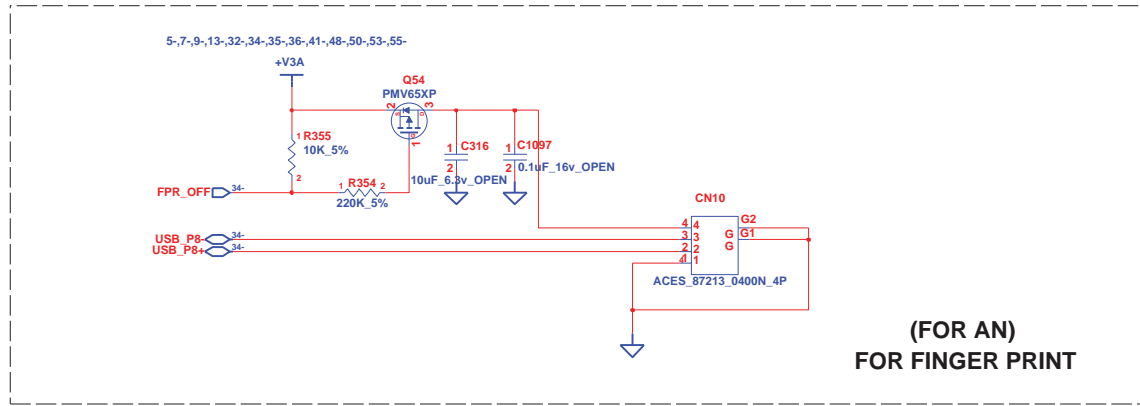 5-,7-,9-,13-,32-,34-,35-,36-,41-,48-,50-,53-,55-
+V3A
Q54
PMV65XP
2
3
S
D
G
1
1
R355
10K_5%
2
1
C316
2
10uF_6.3v_OPEN
1
C1097
2
0.1uF_16v_OPEN
FPR_OFF
34-
1
R354
2
220K_5%
CN10
USB_P8-
34-
USB_P8+
34-
4
4
3
3
2
2
1
1
G
G2
G
G1
ACES_87213_0400N_4P
(FOR AN)
FOR FINGER PRINT